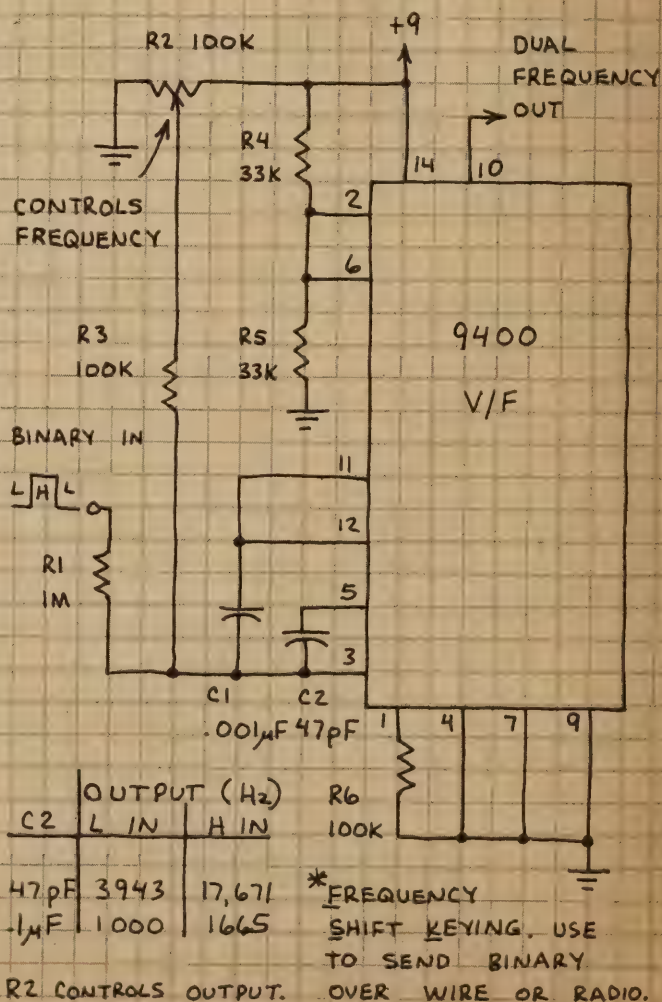 R2 100K
+9
DUAL
FREQUENCY
OUT
R4
33K
14
10
2
CONTROLS
FREQUENCY
6
R3
100K
R5
33K
9400
V/F
BINARY IN
L H L
11
12
R1
1M
5
3
C1
C2
.001µF 47pF
1
4
7
9
R6
100K
OUTPUT (Hz)
C2 L IN H IN
47pF 3943 17,671
.1µF 1000 1665
*FREQUENCY
SHIFT KEYING. USE
TO SEND BINARY
R2 CONTROLS OUTPUT. OVER WIRE OR RADIO.